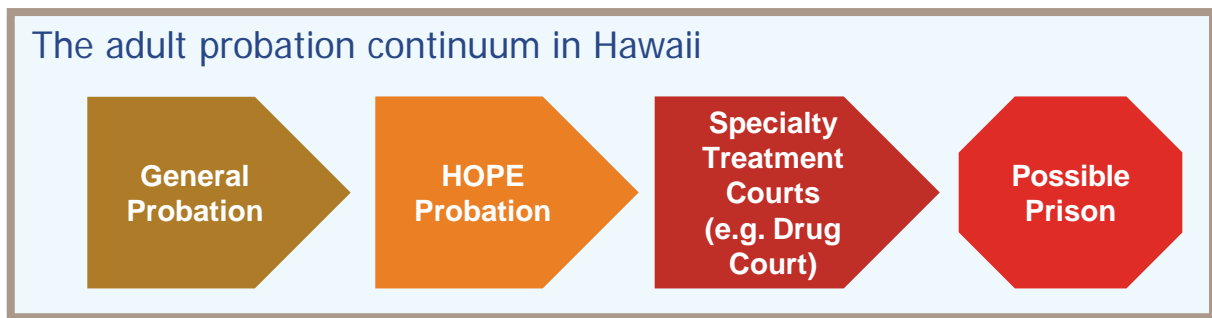 The adult probation continuum in Hawaii
General
Probation
HOPE
Probation
Specialty
Treatment
Courts
(e.g. Drug
Court)
Possible
Prison